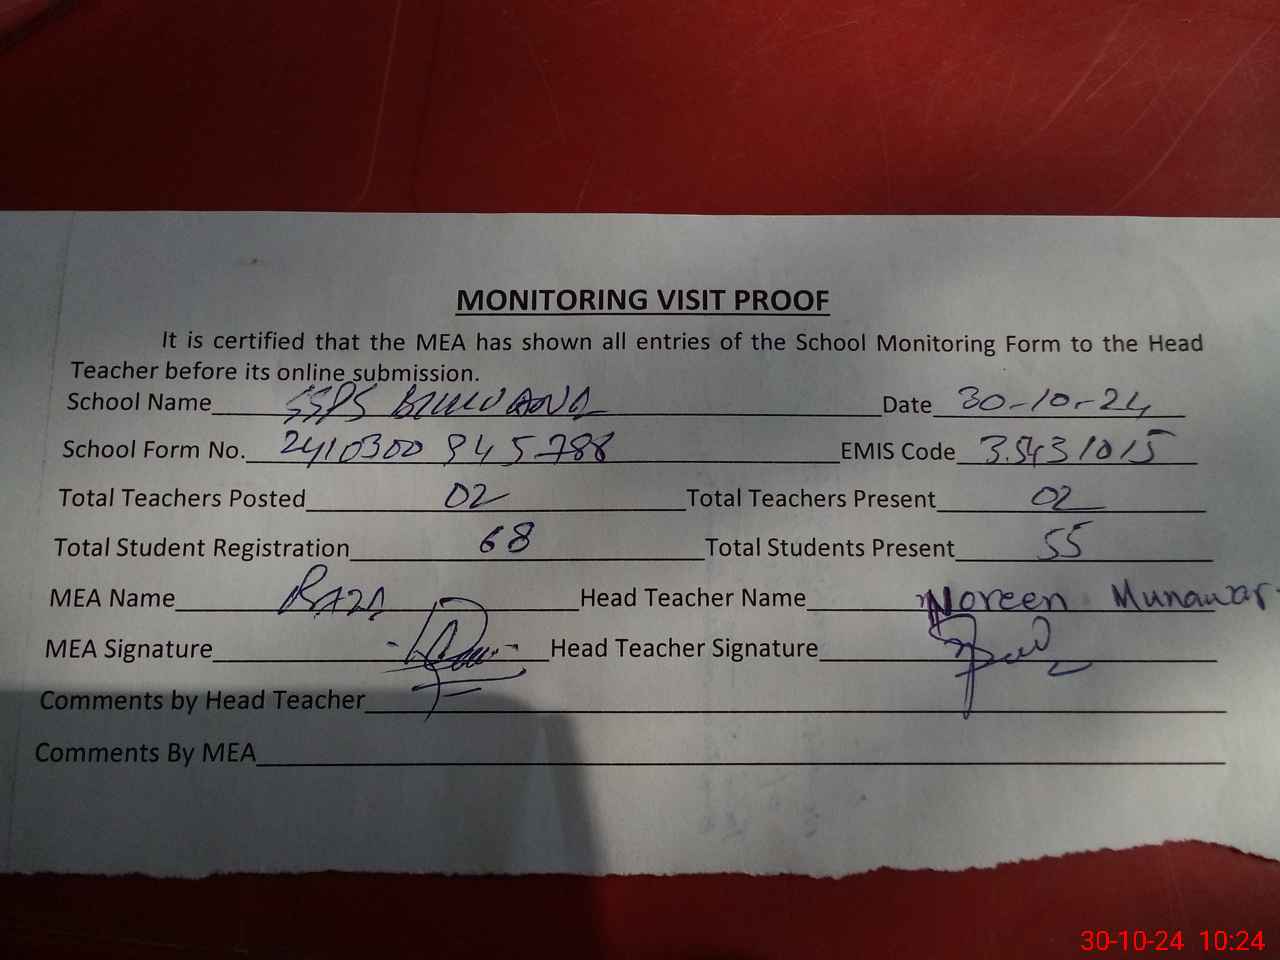 MONITORING VISIT PROOF
It is certified that the MEA has shown all entries of the School Monitoring Form to the Head
Teacher before its online submission.
School Name SSPS Date 30-10-24
School Form No. 2410300945788 EMIS Code 35431015
Total Teachers Posted 02 Total Teachers Present 02
Total Student Registration 68 Total Students Present 55
MEA Name RAZA Head Teacher Name Noreen Munawar
MEA Signature Head Teacher Signature
Comments by Head Teacher
Comments By MEA
30-10-24 10:24